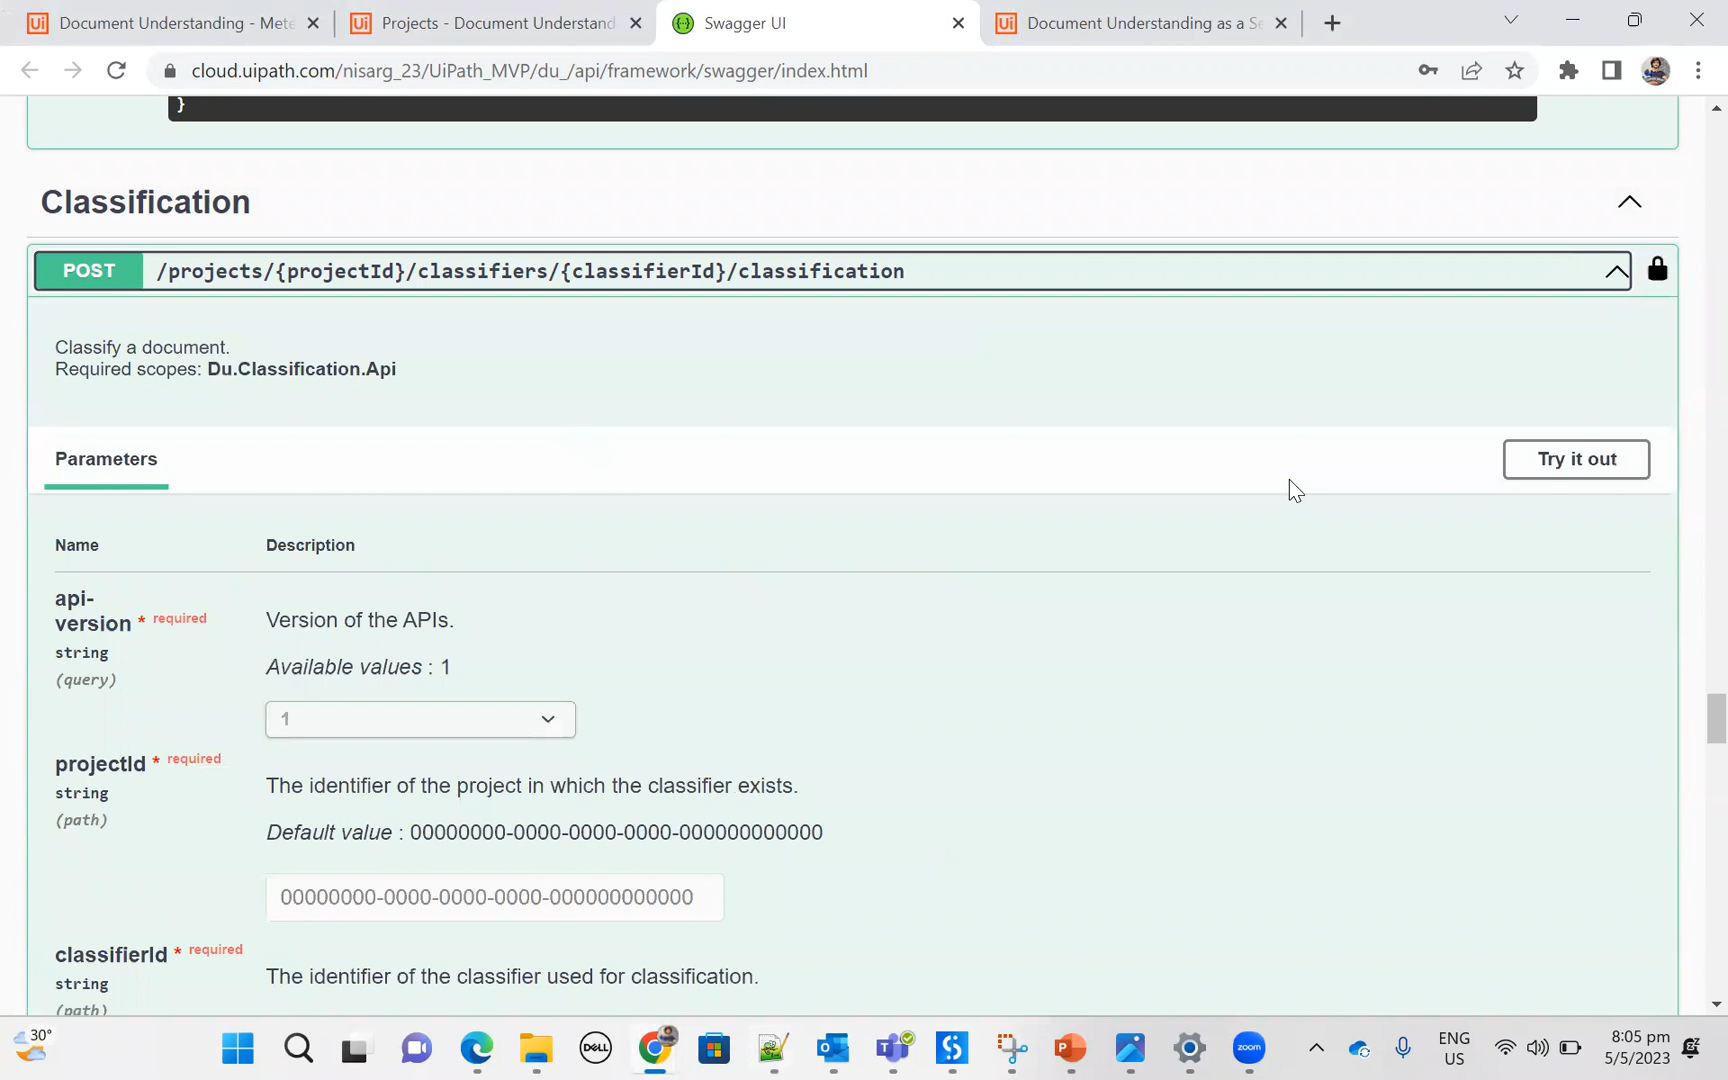 Document Understanding - Mete
Projects - Document Understand
Swagger UI
Document Understanding as a Se
cloud.uipath.com/nisarg_23/UiPath_MVP/du_/api/framework/swagger/index.html
}
Classification
POST /projects/{projectId}/classifiers/{classifierId}/classification
Classify a document.
Required scopes: Du.Classification.Api
Parameters
Try it out
Name Description
api-
version * required
string
(query)
Version of the APIs.
Available values : 1
1
projectId * required
string
(path)
The identifier of the project in which the classifier exists.
Default value : 00000000-0000-0000-0000-000000000000
00000000-0000-0000-0000-000000000000
classifierId * required
string
(path)
The identifier of the classifier used for classification.
30°
DELL
zoom
ENG
US
8:05 pm
5/5/2023